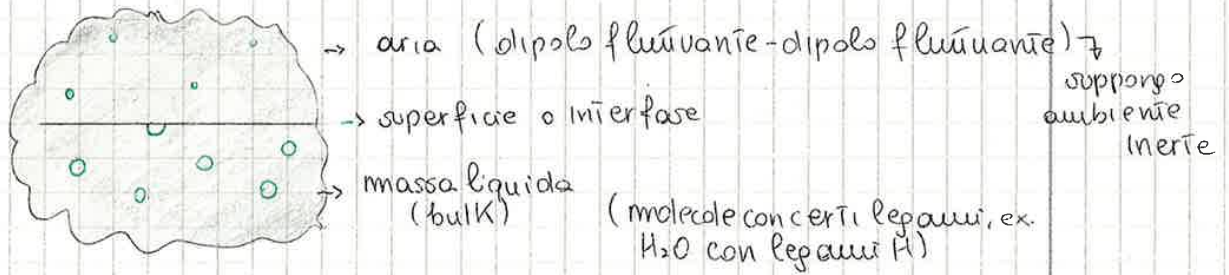 → aria (dipolo fluttuante-dipolo fluttuante)
suppongo
ambiente
inerte
→ superficie o interfase
→ massa liquida
(bulk)
(molecole con certi legami, ex.
H₂O con legami H)